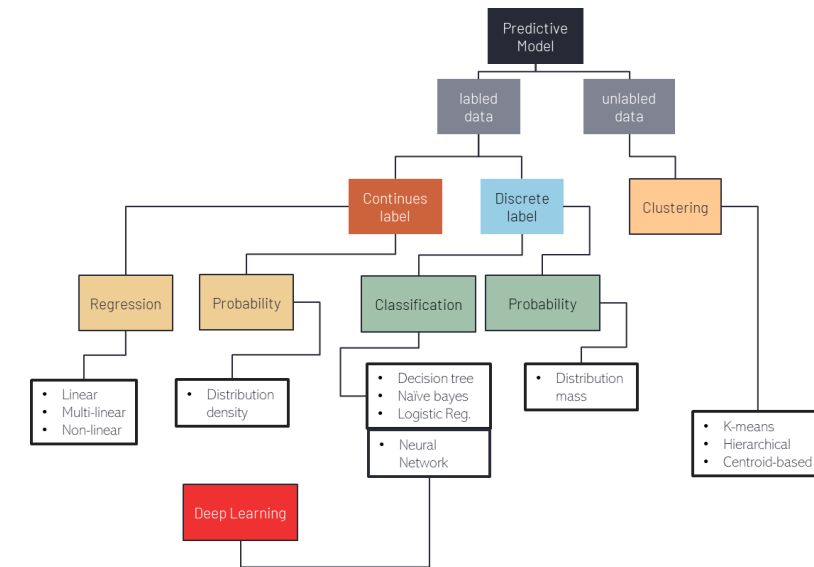 Predictive
Model
labled
data
unlabled
data
Continues
label
Discrete
label
Clustering
Regression
Probability
Classification
Probability
• Linear
• Multi-linear
• Non-linear
• Distribution
density
• Decision tree
• Naïve bayes
• Logistic Reg.
• Distribution
mass
• Neural
Network
• K-means
• Hierarchical
• Centroid-based
Deep Learning